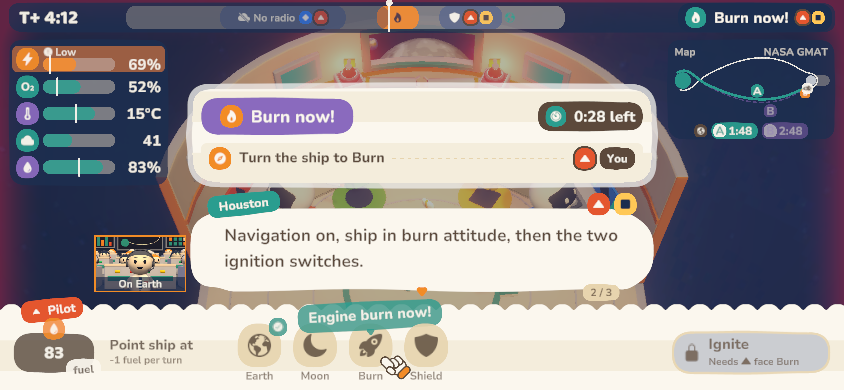 T+ 4:12
No radio
Burn now!
Low
69%
O₂
52%
15°C
41
83%
Map
NASA GMAT
A
B
A 1:48
2:48
Burn now!
0:28 left
Turn the ship to Burn
You
Houston
Navigation on, ship in burn attitude, then the two
ignition switches.
2 / 3
On Earth
Pilot
Engine burn now!
83
fuel
Point ship at
-1 fuel per turn
Earth
Moon
Burn
Shield
Ignite
Needs ▲ face Burn